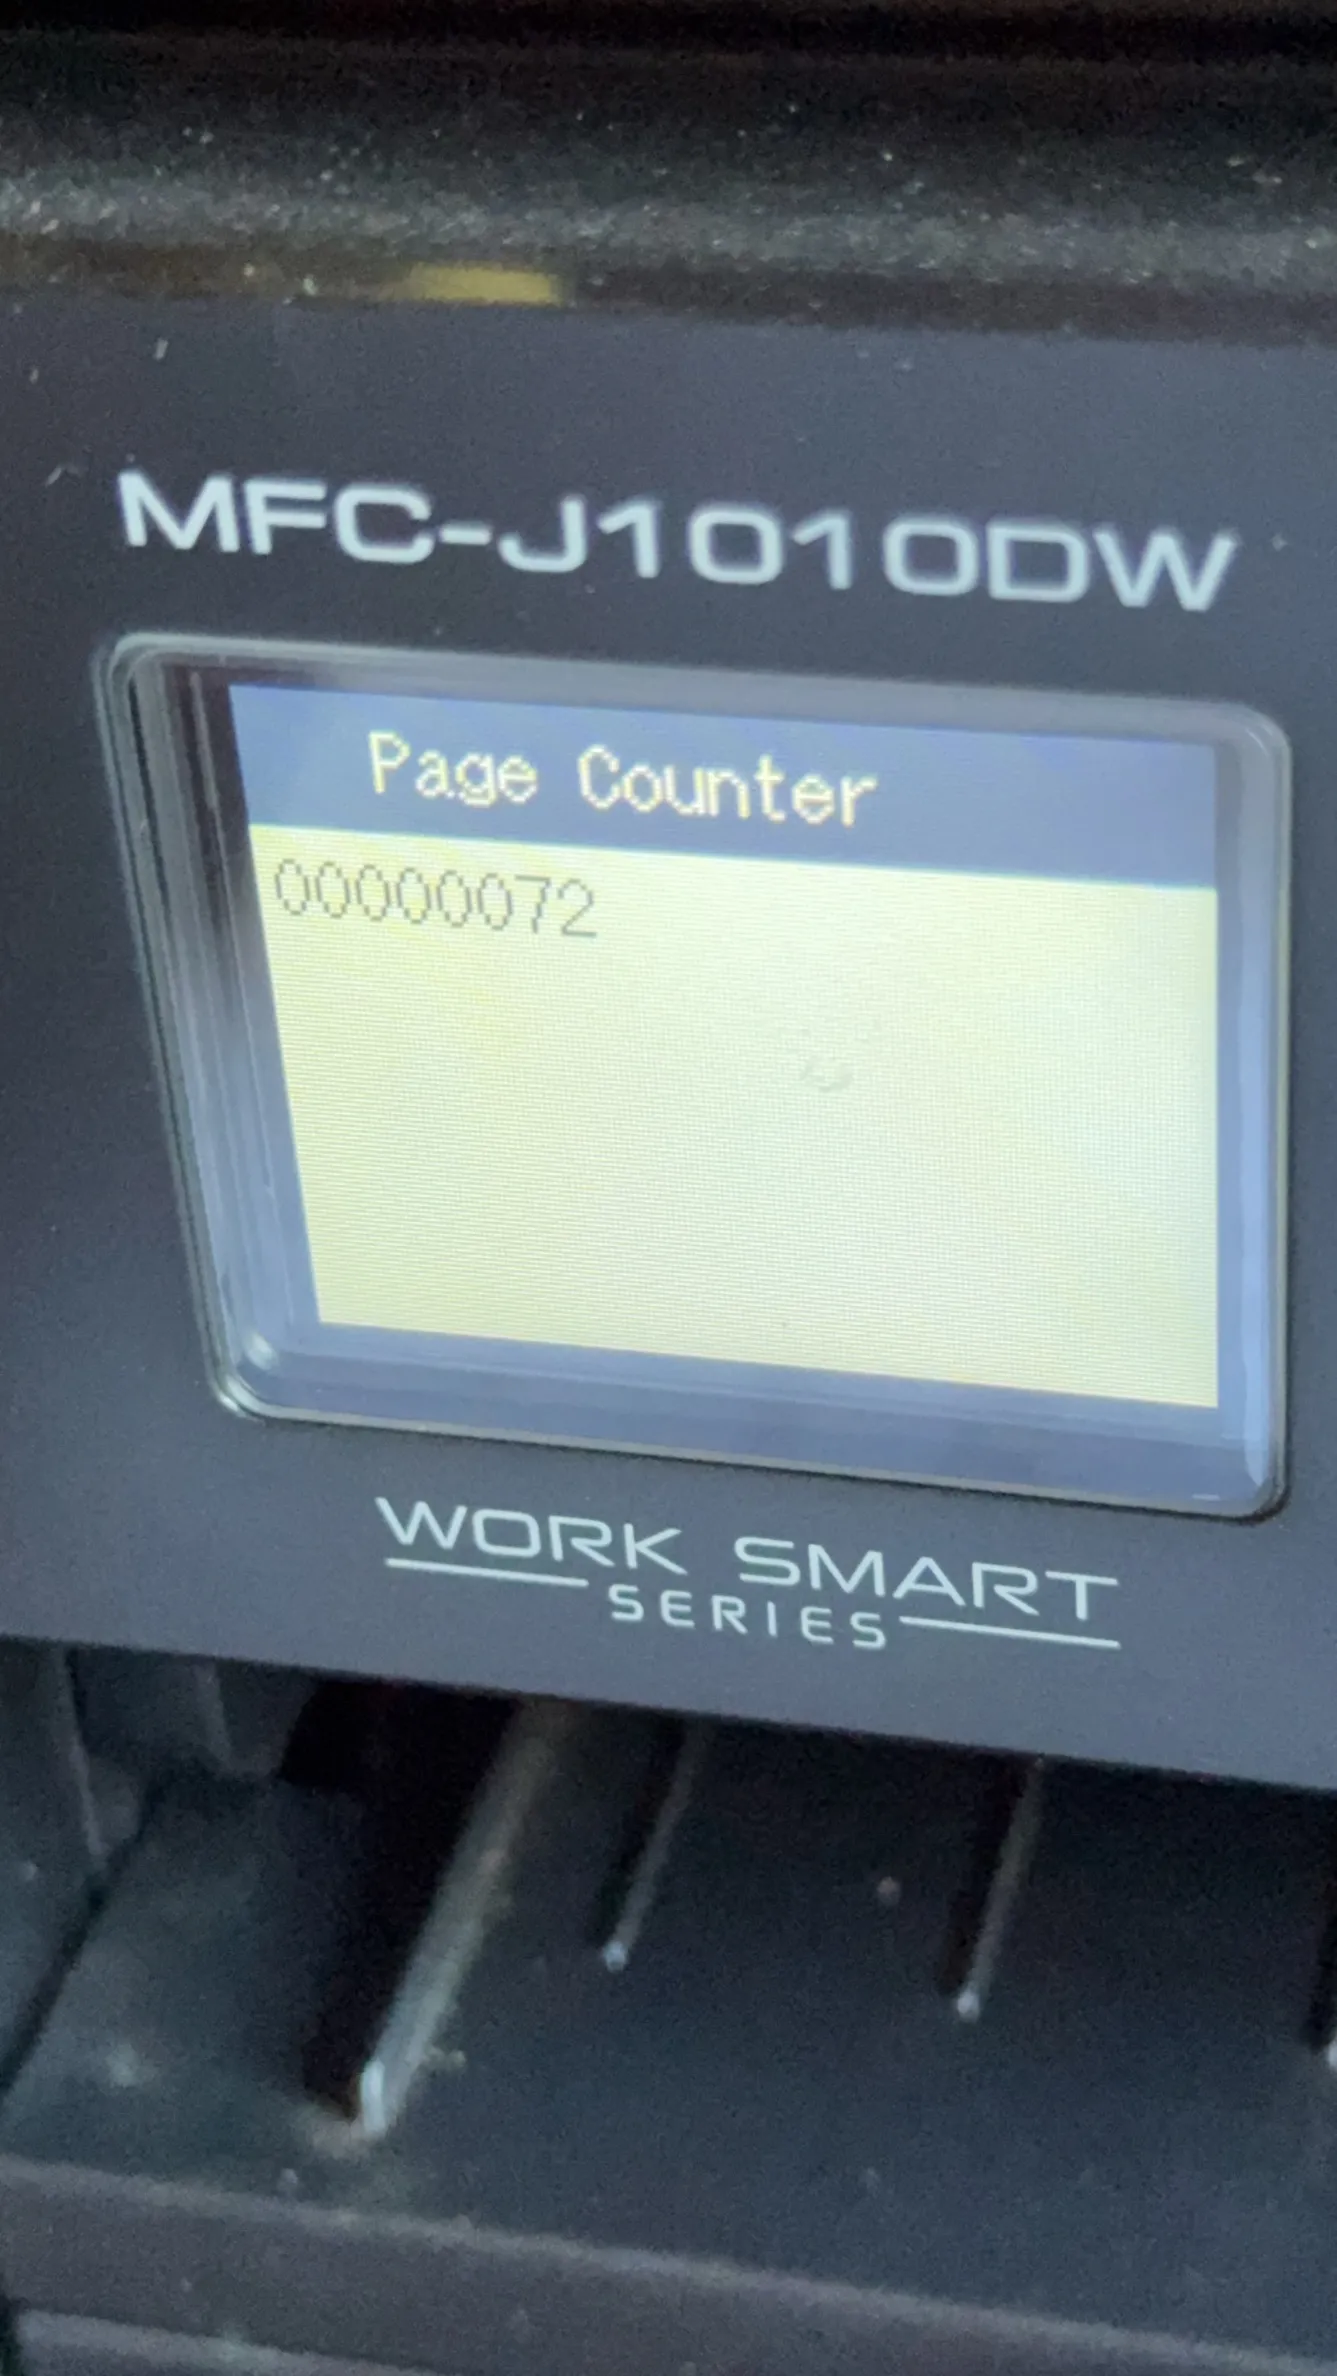 MFC-J1010DW
Page Counter
00000072
WORK SMART
SERIES